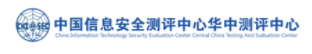 中国信息安全测评中心华中测评中心
China Information Technology Security Evaluation Center Central China Testing And Evaluation Center